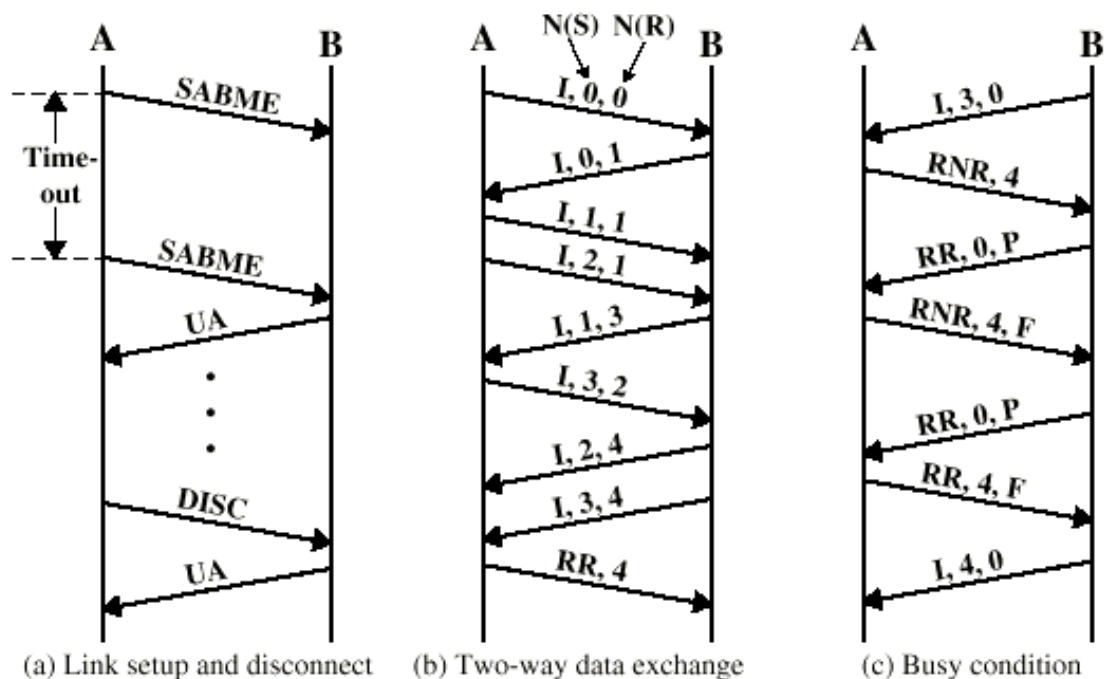 A
B
SABME
Time-
out
SABME
UA
DISC
UA
(a) Link setup and disconnect
N(S)
N(R)
A
B
I, 0, 0
I, 0, 1
I, 1, 1
I, 2, 1
I, 1, 3
I, 3, 2
I, 2, 4
I, 3, 4
RR, 4
(b) Two-way data exchange
A
B
I, 3, 0
RNR, 4
RR, 0, P
RNR, 4, F
RR, 0, P
RR, 4, F
I, 4, 0
(c) Busy condition